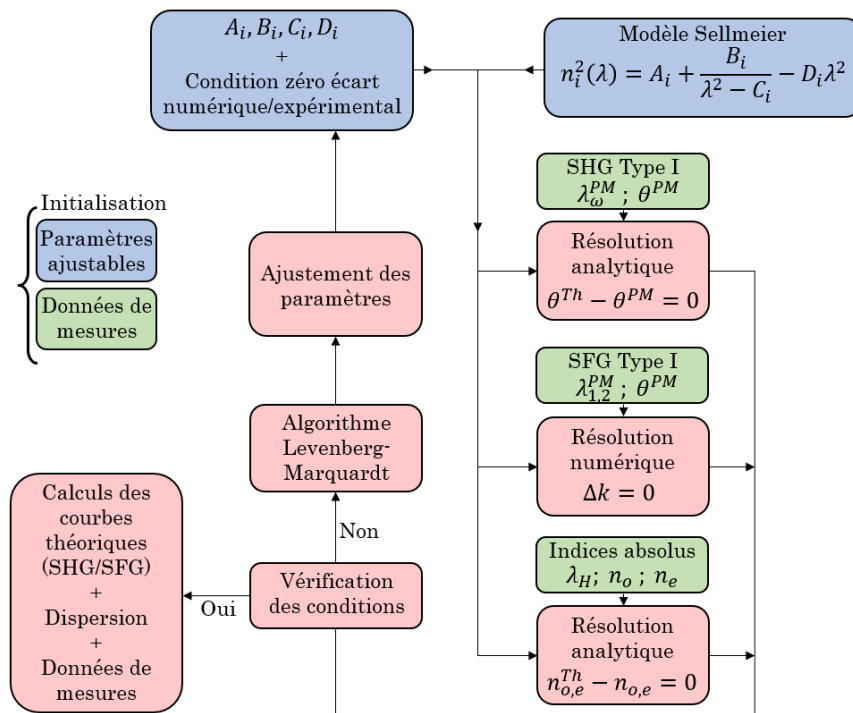 A_i, B_i, C_i, D_i
+
Condition zéro écart
numérique/expérimental
Modèle Sellmeier
n_i^2(λ) = A_i + B_i/(λ^2 − C_i) − D_iλ^2
Initialisation
Paramètres
ajustables
Données de
mesures
SHG Type I
λ_ω^PM ; θ^PM
Résolution
analytique
θ^Th − θ^PM = 0
Ajustement des
paramètres
SFG Type I
λ_1,2^PM ; θ^PM
Résolution
numérique
Δk = 0
Algorithme
Levenberg-
Marquardt
Non
Indices absolus
λ_H; n_o ; n_e
Résolution
analytique
n_o,e^Th − n_o,e = 0
Vérification
des conditions
Oui
Calculs des
courbes
théoriques
(SHG/SFG)
+
Dispersion
+
Données de
mesures